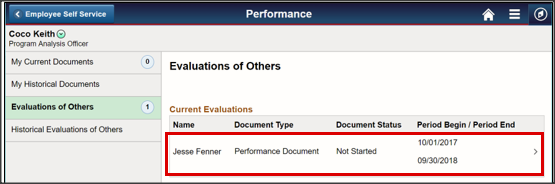 Employee Self Service Performance
Coco Keith
Program Analysis Officer
My Current Documents 0
My Historical Documents
Evaluations of Others 1
Historical Evaluations of Others
Evaluations of Others
Current Evaluations
Name Document Type Document Status Period Begin / Period End
Jesse Fenner Performance Document Not Started 10/01/2017
09/30/2018